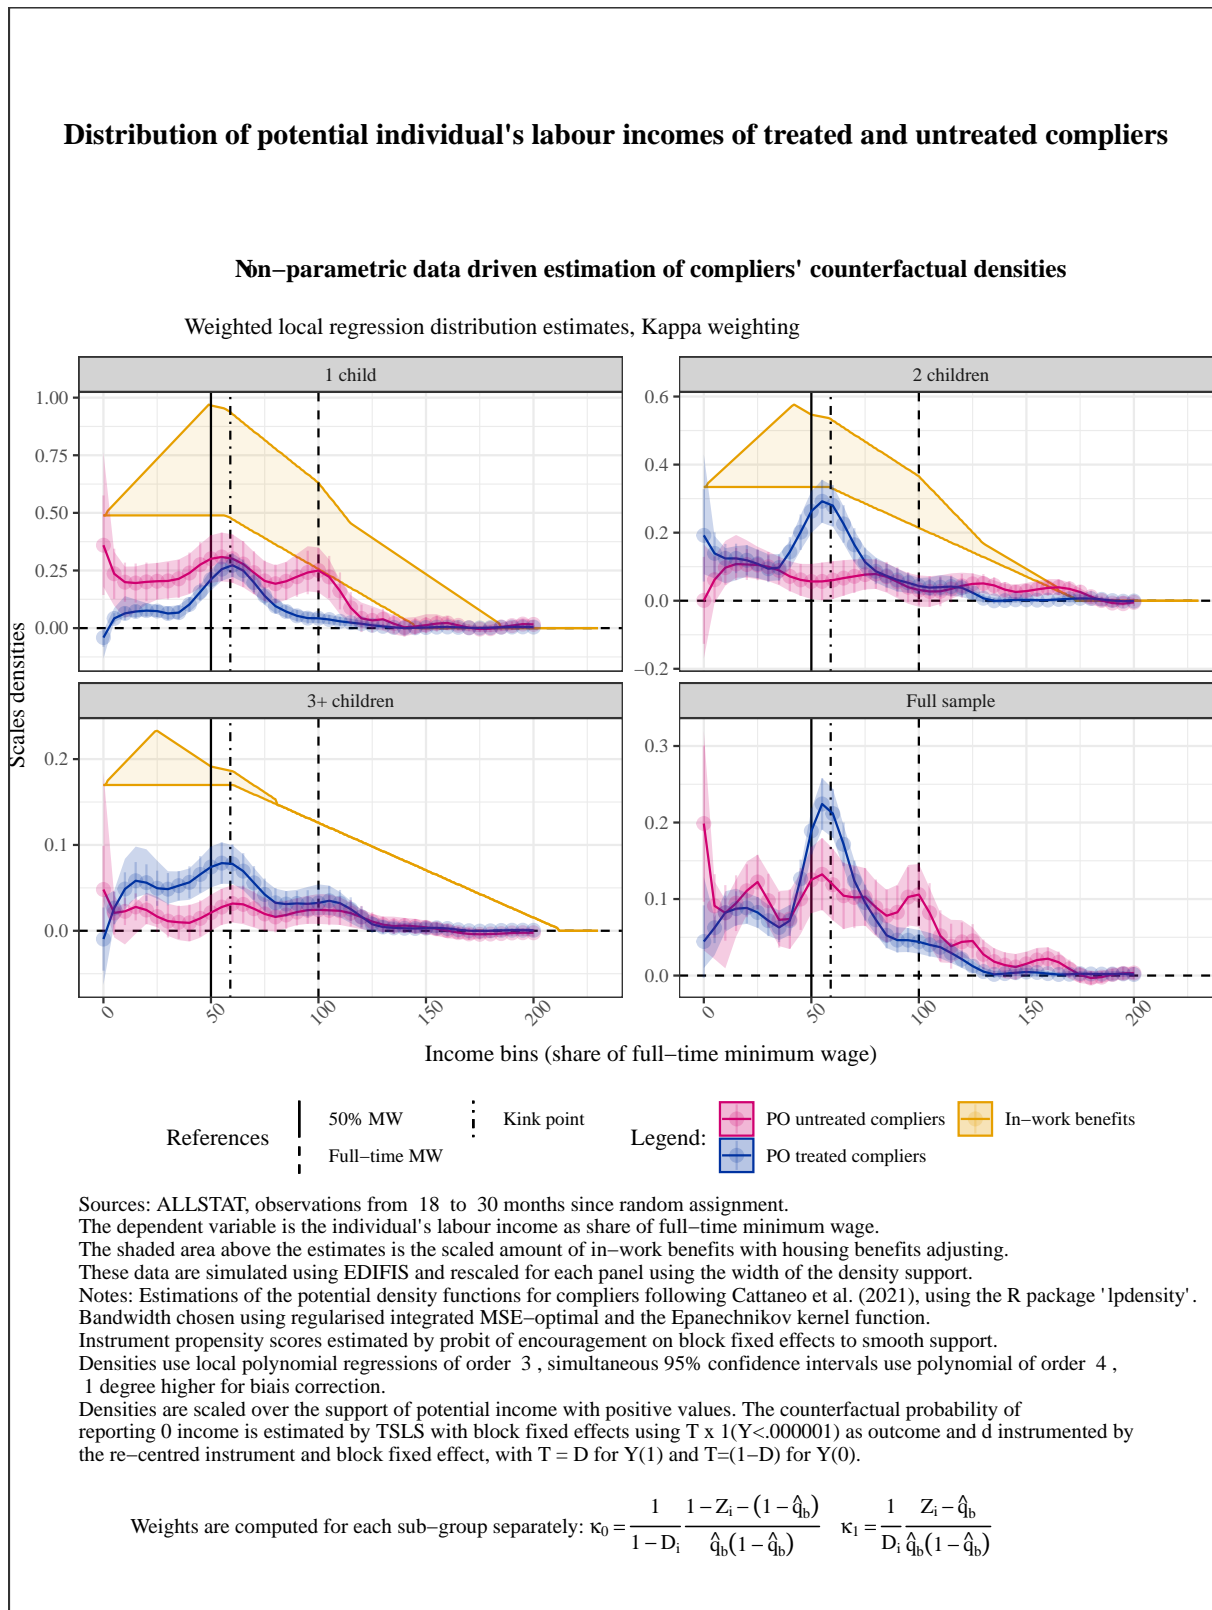 Distribution of potential individual's labour incomes of treated and untreated compliers
Non−parametric data driven estimation of compliers' counterfactual densities
Weighted local regression distribution estimates, Kappa weighting
1 child
2 children
1.00
0.75
0.50
0.25
0.00
0.6
0.4
0.2
0.0
−0.2
3+ children
Full sample
0.2
0.1
0.0
0.3
0.2
0.1
0.0
Scales densities
0 50 100 150 200
0 50 100 150 200
Income bins (share of full−time minimum wage)
References
50% MW
Full−time MW
Kink point
Legend:
PO untreated compliers
PO treated compliers
In−work benefits
Sources: ALLSTAT, observations from 18 to 30 months since random assignment.
The dependent variable is the individual's labour income as share of full−time minimum wage.
The shaded area above the estimates is the scaled amount of in−work benefits with housing benefits adjusting.
These data are simulated using EDIFIS and rescaled for each panel using the width of the density support.
Notes: Estimations of the potential density functions for compliers following Cattaneo et al. (2021), using the R package 'lpdensity'.
Bandwidth chosen using regularised integrated MSE−optimal and the Epanechnikov kernel function.
Instrument propensity scores estimated by probit of encouragement on block fixed effects to smooth support.
Densities use local polynomial regressions of order 3 , simultaneous 95% confidence intervals use polynomial of order 4 ,
1 degree higher for biais correction.
Densities are scaled over the support of potential income with positive values. The counterfactual probability of
reporting 0 income is estimated by TSLS with block fixed effects using T x 1(Y<.000001) as outcome and d instrumented by
the re−centred instrument and block fixed effect, with T = D for Y(1) and T=(1−D) for Y(0).
Weights are computed for each sub−group separately: κ₀ = 1/(1 − Dᵢ) (1 − Zᵢ − (1 − q̂_b))/(q̂_b(1 − q̂_b)) κ₁ = 1/Dᵢ (Zᵢ − q̂_b)/(q̂_b(1 − q̂_b))